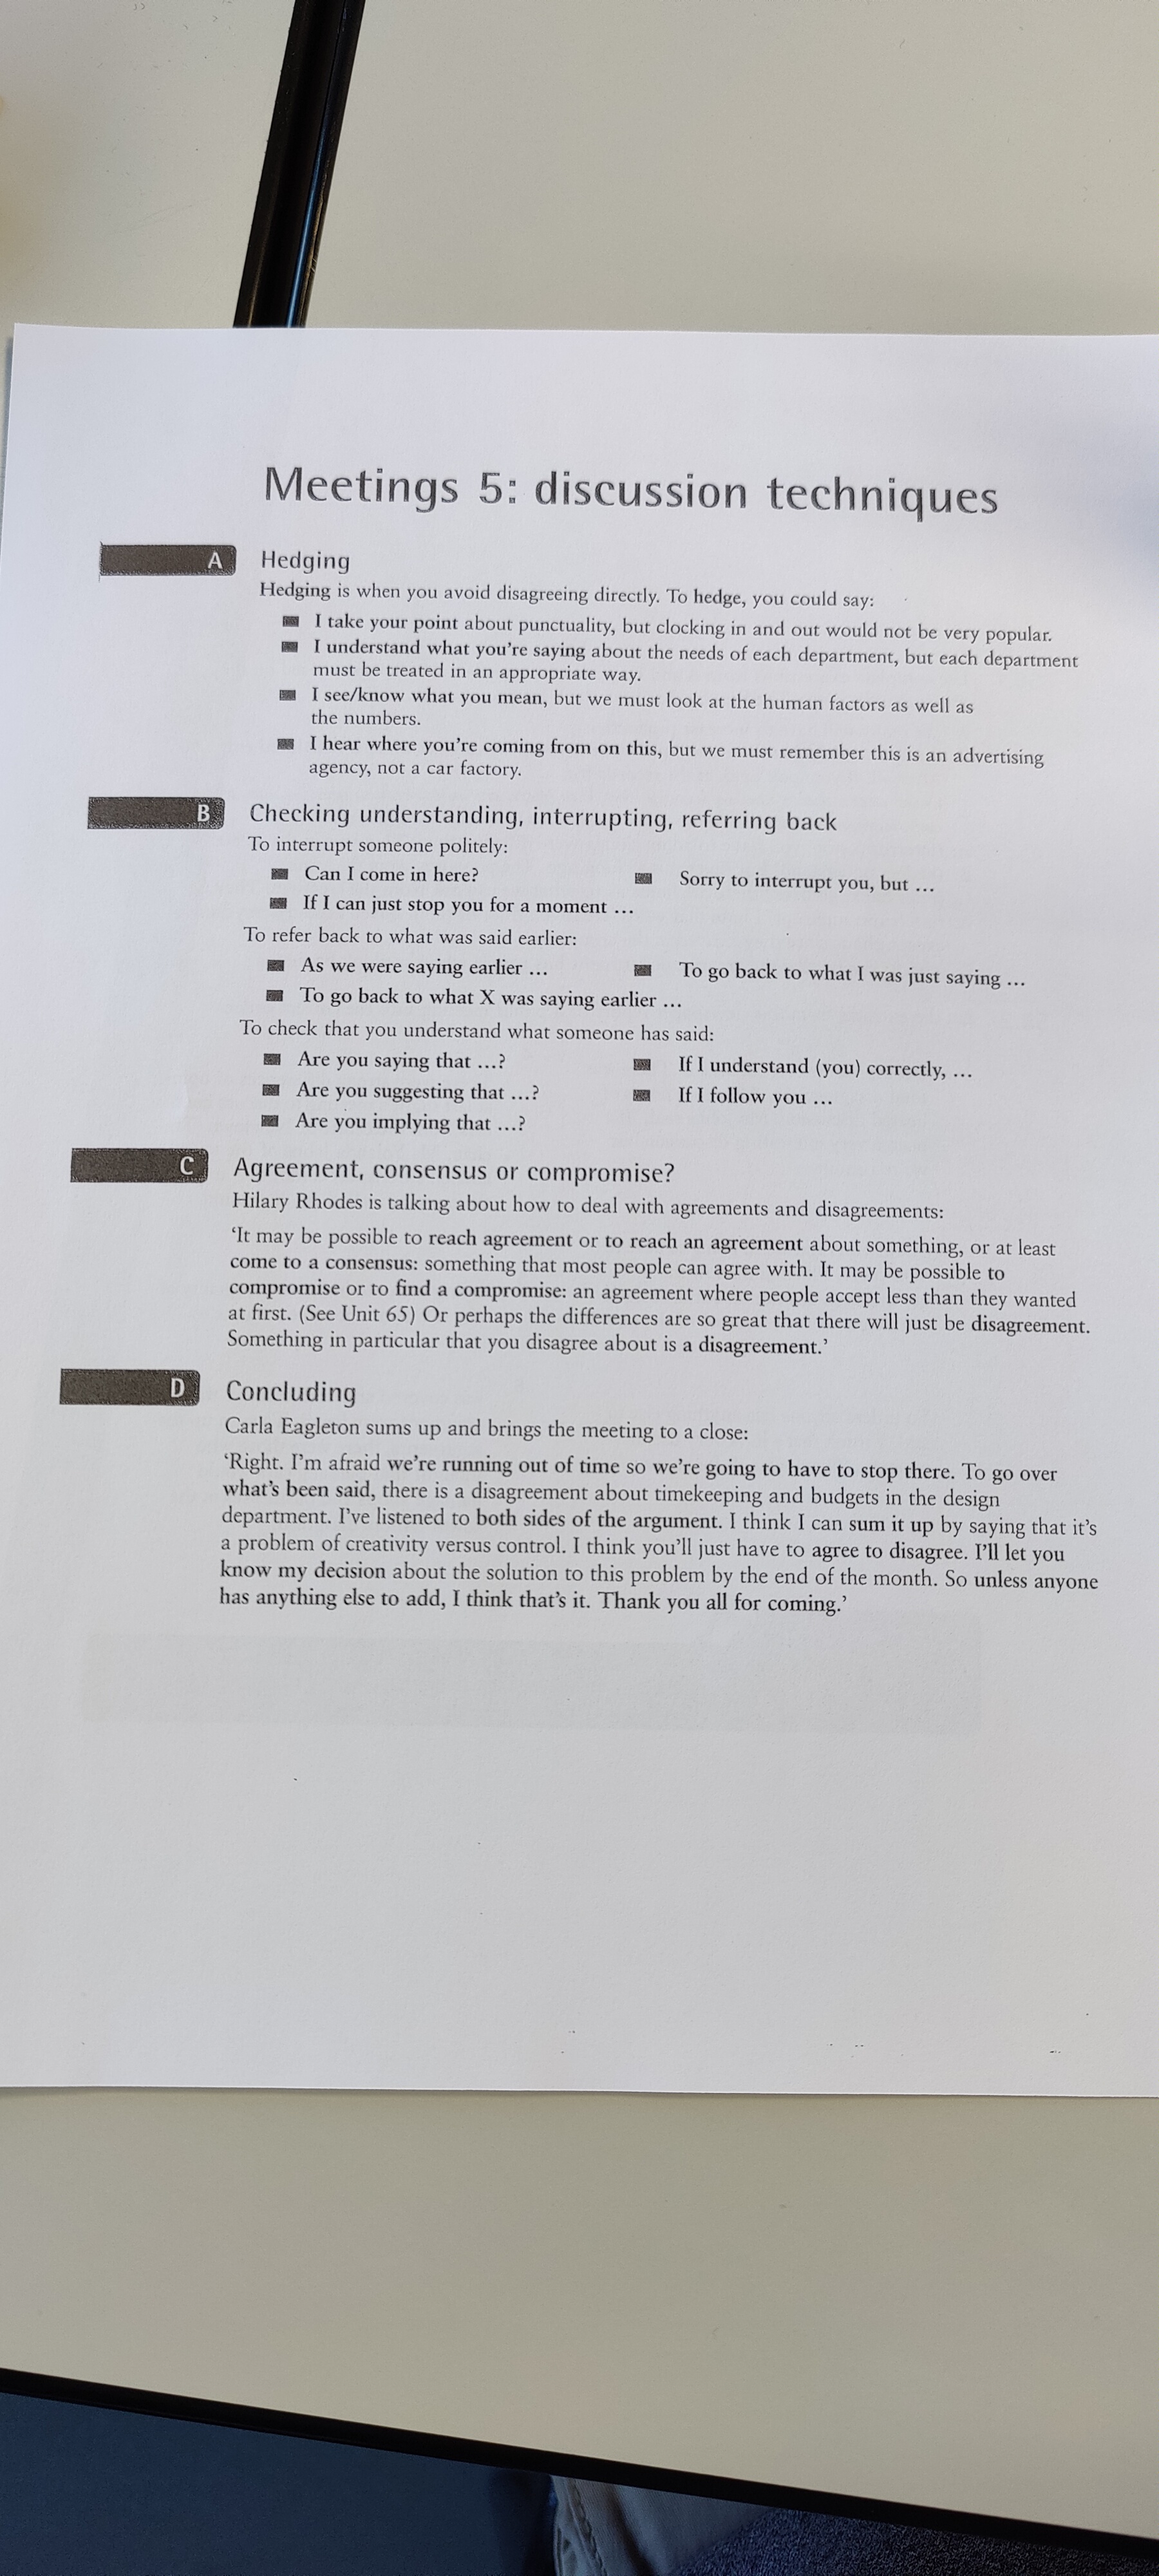 Meetings 5: discussion techniques
A Hedging
Hedging is when you avoid disagreeing directly. To hedge, you could say:
I take your point about punctuality, but clocking in and out would not be very popular.
I understand what you're saying about the needs of each department, but each department
must be treated in an appropriate way.
I see/know what you mean, but we must look at the human factors as well as
the numbers.
I hear where you're coming from on this, but we must remember this is an advertising
agency, not a car factory.
B Checking understanding, interrupting, referring back
To interrupt someone politely:
Can I come in here? Sorry to interrupt you, but …
If I can just stop you for a moment …
To refer back to what was said earlier:
As we were saying earlier … To go back to what I was just saying …
To go back to what X was saying earlier …
To check that you understand what someone has said:
Are you saying that …? If I understand (you) correctly, …
Are you suggesting that …? If I follow you …
Are you implying that …?
C Agreement, consensus or compromise?
Hilary Rhodes is talking about how to deal with agreements and disagreements:
'It may be possible to reach agreement or to reach an agreement about something, or at least
come to a consensus: something that most people can agree with. It may be possible to
compromise or to find a compromise: an agreement where people accept less than they wanted
at first. (See Unit 65) Or perhaps the differences are so great that there will just be disagreement.
Something in particular that you disagree about is a disagreement.'
D Concluding
Carla Eagleton sums up and brings the meeting to a close:
'Right. I'm afraid we're running out of time so we're going to have to stop there. To go over
what's been said, there is a disagreement about timekeeping and budgets in the design
department. I've listened to both sides of the argument. I think I can sum it up by saying that it's
a problem of creativity versus control. I think you'll just have to agree to disagree. I'll let you
know my decision about the solution to this problem by the end of the month. So unless anyone
has anything else to add, I think that's it. Thank you all for coming.'